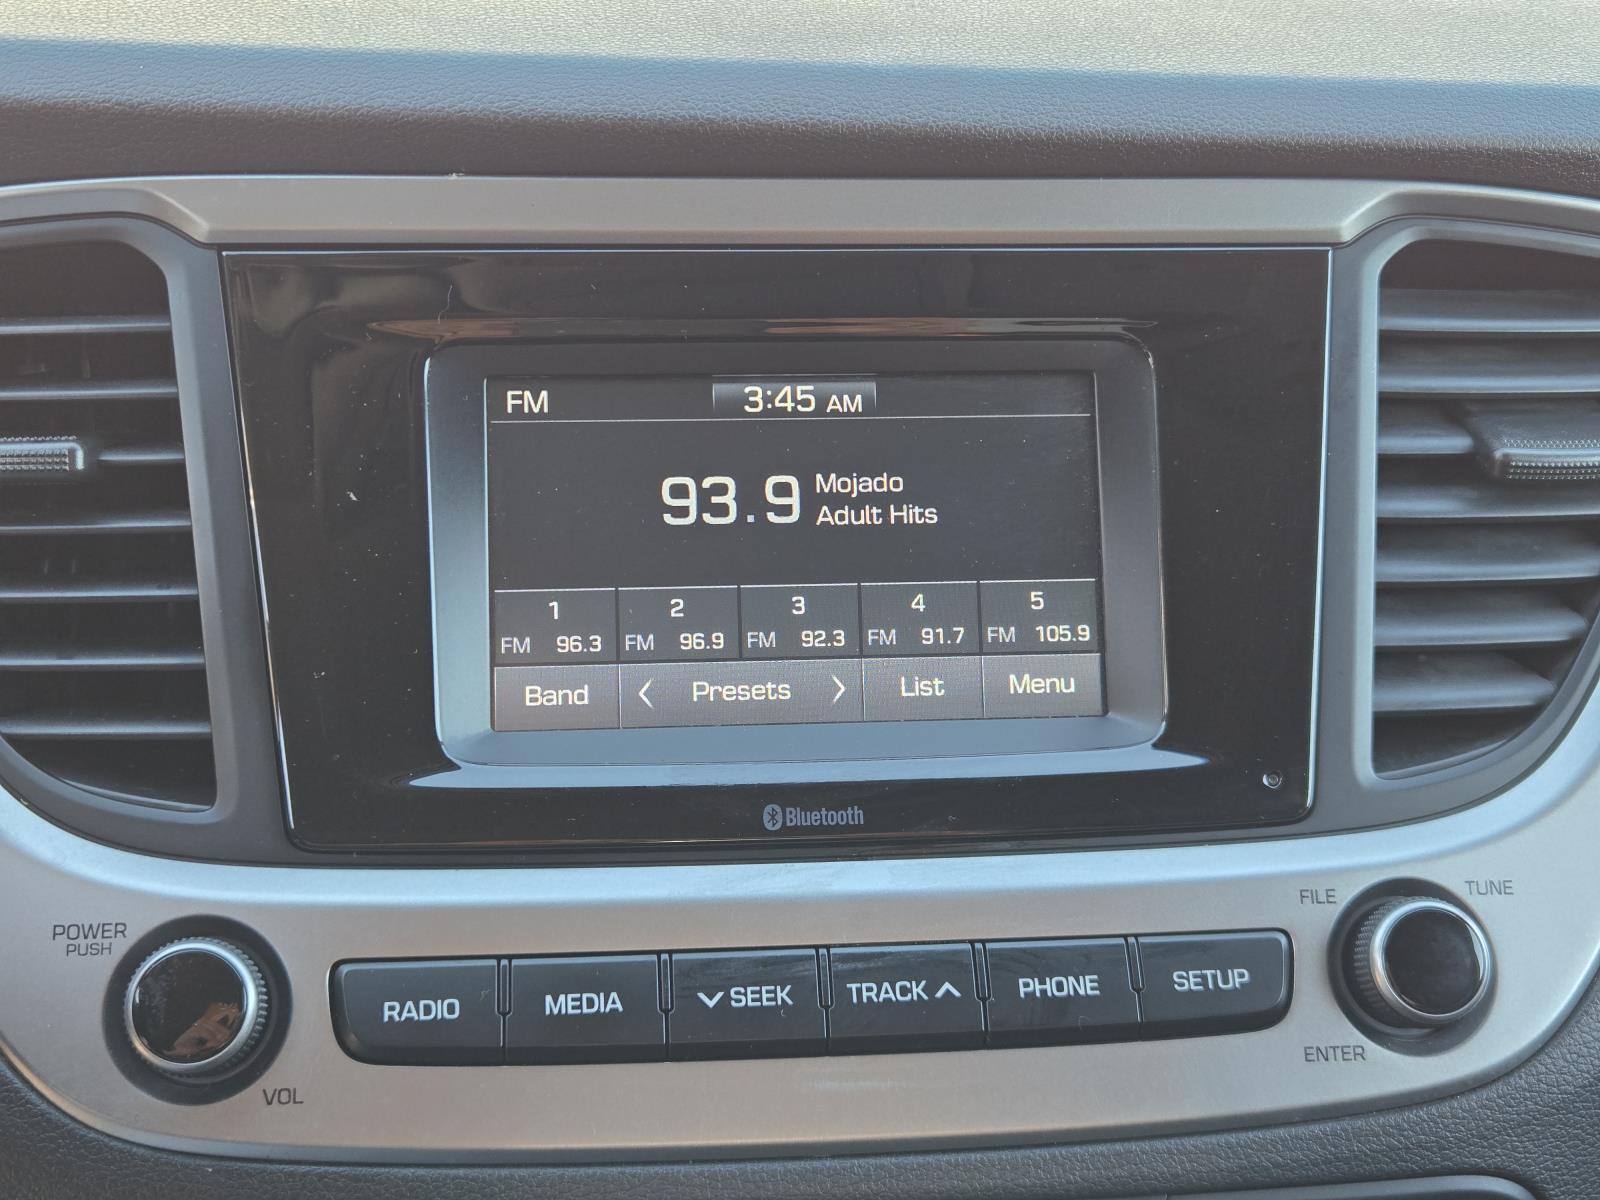 FM 3:45 AM
93.9 Mojado
Adult Hits
1 2 3 4 5
FM 96.3 FM 96.9 FM 92.3 FM 91.7 FM 105.9
Band < Presets > List Menu
Bluetooth
POWER
PUSH
VOL
RADIO MEDIA SEEK TRACK PHONE SETUP
FILE TUNE
ENTER